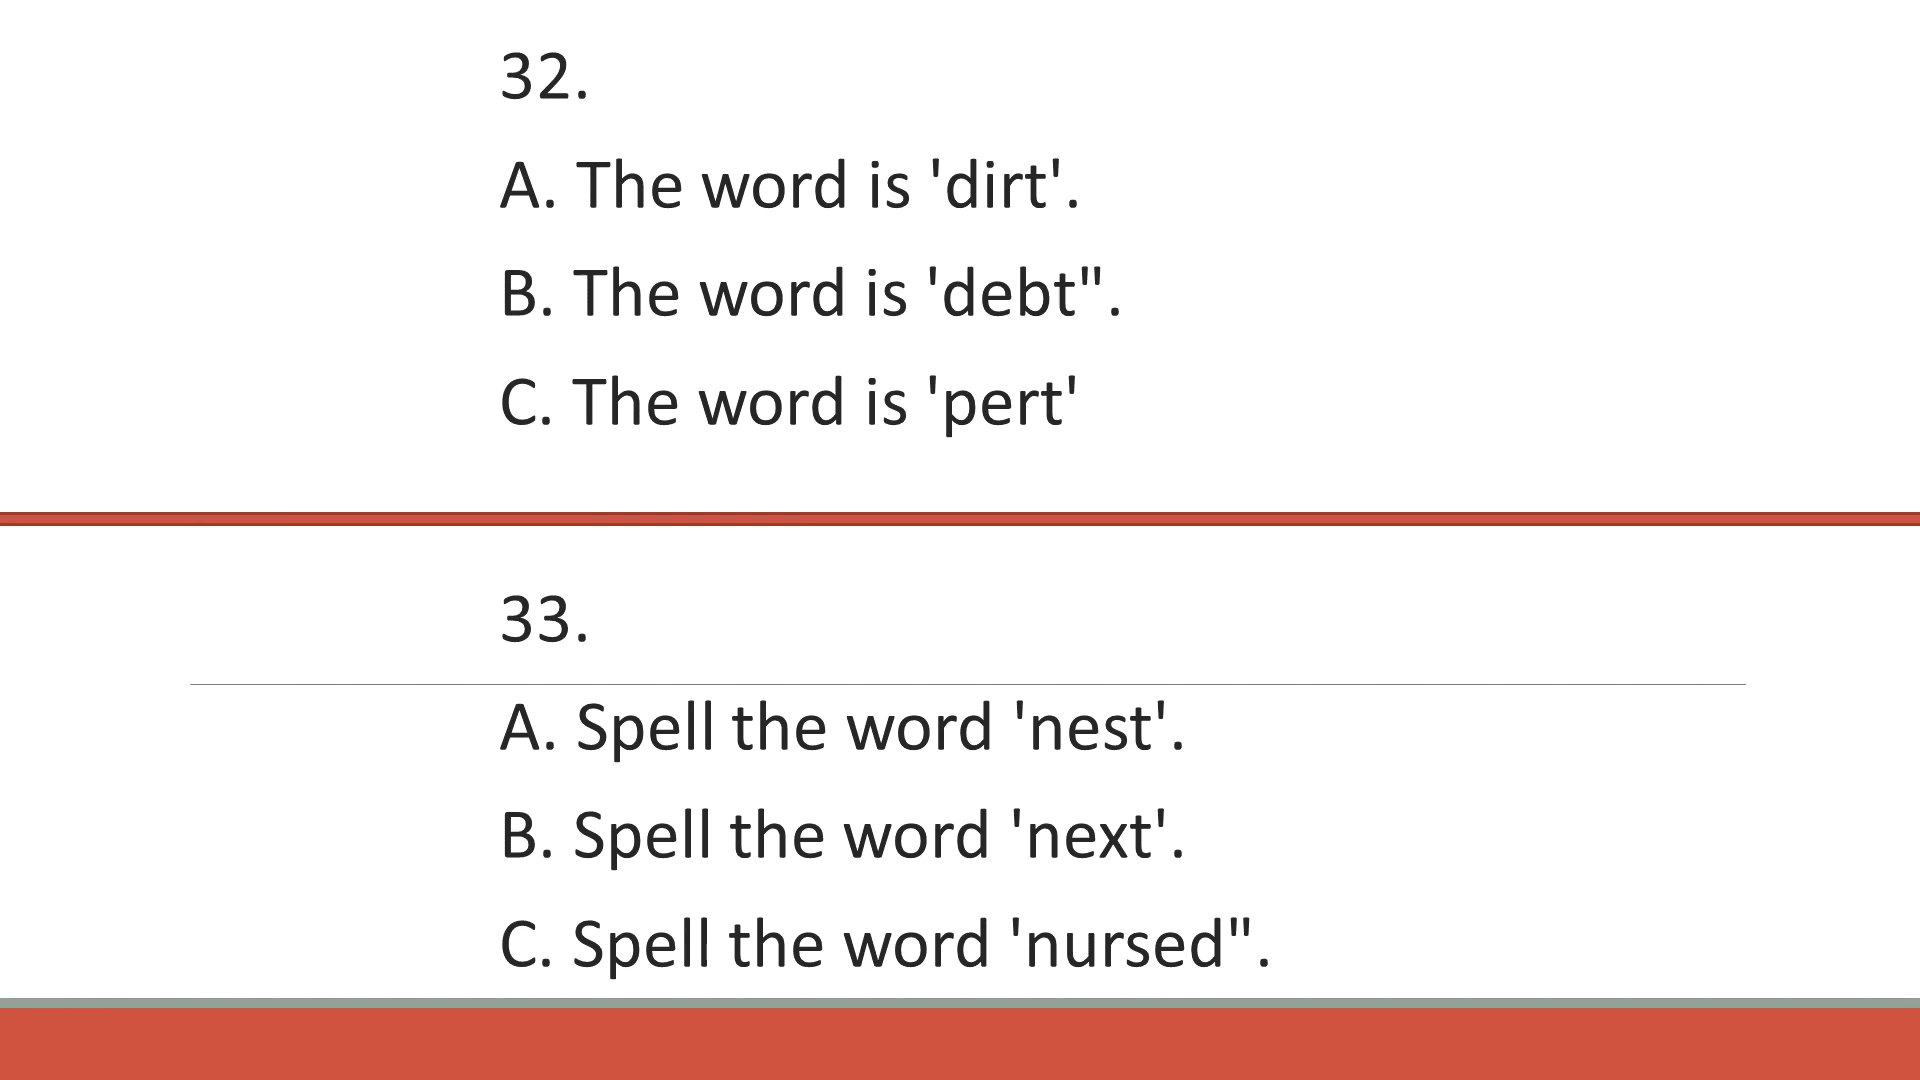 32.
A. The word is 'dirt'.
B. The word is 'debt".
C. The word is 'pert'
33.
A. Spell the word 'nest'.
B. Spell the word 'next'.
C. Spell the word 'nursed".